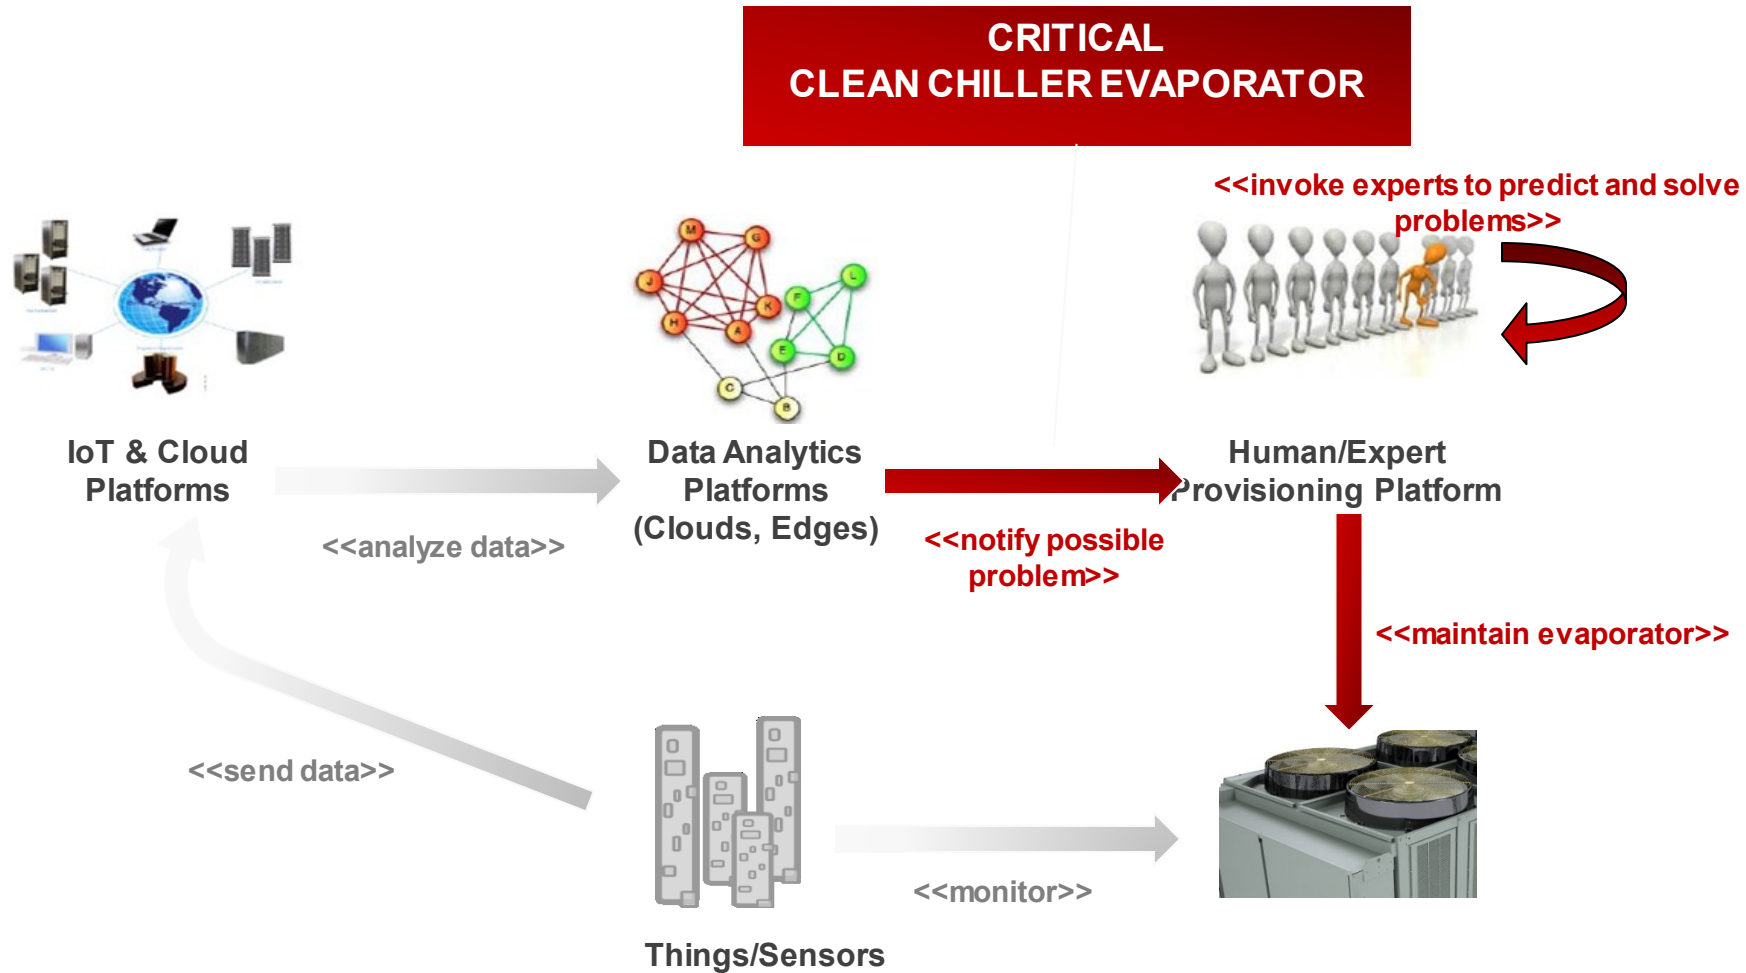 CRITICAL
CLEAN CHILLER EVAPORATOR
<<invoke experts to predict and solve
problems>>
M
G
J
K
H
A
L
F
E
D
C
B
IoT & Cloud
Platforms
Data Analytics
Platforms
(Clouds, Edges)
Human/Expert
Provisioning Platform
<<analyze data>>
<<notify possible
problem>>
<<maintain evaporator>>
<<send data>>
<<monitor>>
Things/Sensors